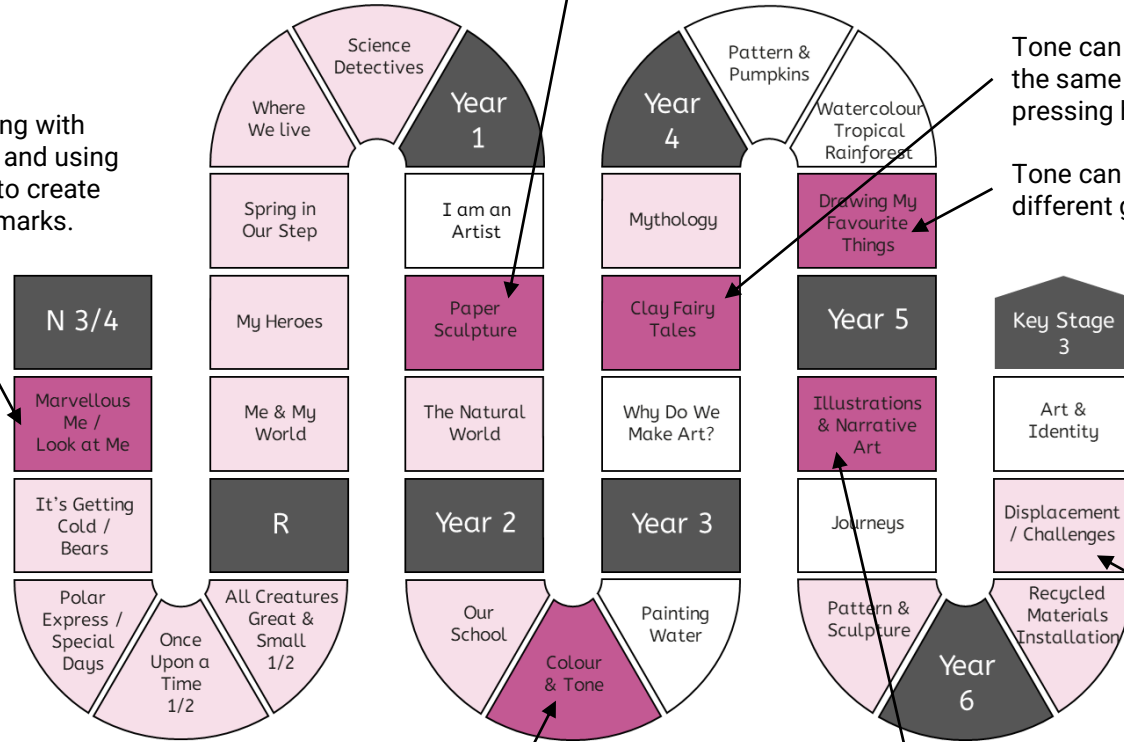 ng with
and using
to create
marks.
N 3/4
Marvellous
Me /
Look at Me
It's Getting
Cold /
Bears
Polar
Express /
Special
Days
Once
Upon a
Time
1/2
All Creatures
Great &
Small
1/2
R
Me & My
World
My Heroes
Spring in
Our Step
Where
We live
Science
Detectives
Year
1
I am an
Artist
Paper
Sculpture
The Natural
World
Year 2
Our
School
Colour
& Tone
Painting
Water
Year 3
Why Do We
Make Art?
Clay Fairy
Tales
Mythology
Year
4
Pattern &
Pumpkins
Watercolour
Tropical
Rainforest
Drawing My
Favourite
Things
Year 5
Illustrations
& Narrative
Art
Journeys
Pattern &
Sculpture
Year
6
Recycled
Materials
Installation
Displacement
/ Challenges
Art &
Identity
Key Stage
3
Tone can
the same
pressing
Tone can
different